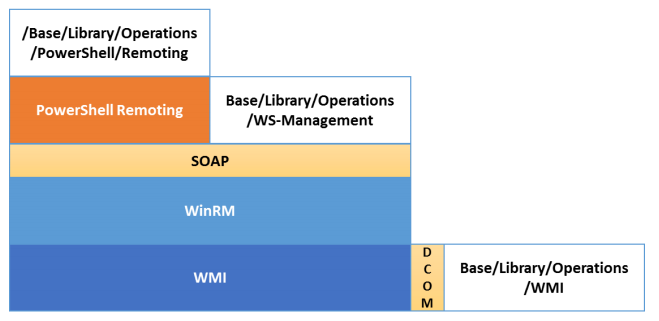 /Base/Library/Operations
/PowerShell/Remoting
PowerShell Remoting
Base/Library/Operations
/WS-Management
SOAP
WinRM
WMI
D
C
O
M
Base/Library/Operations
/WMI